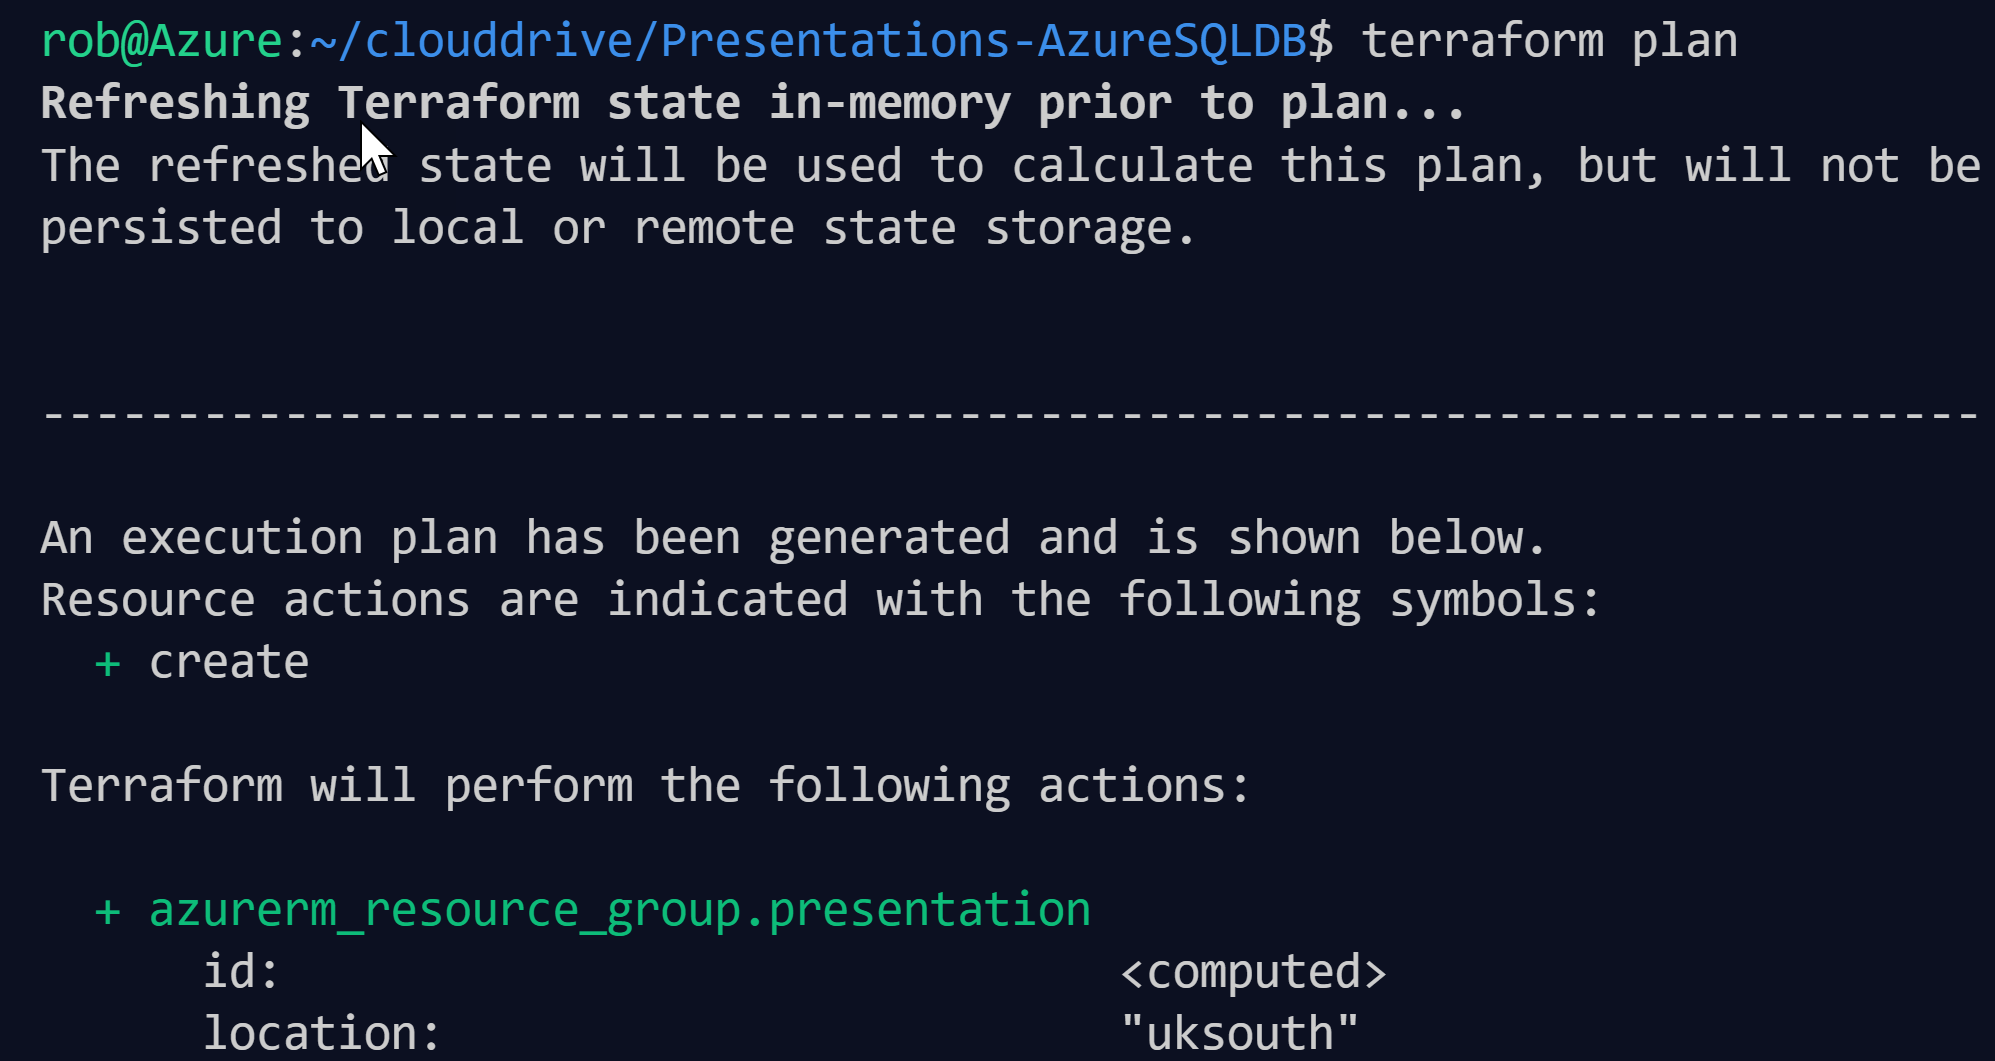 rob@Azure:~/clouddrive/Presentations-AzureSQLDB$ terraform plan
Refreshing Terraform state in-memory prior to plan...
The refreshed state will be used to calculate this plan, but will not be
persisted to local or remote state storage.
------------------------------------------------------------------------
An execution plan has been generated and is shown below.
Resource actions are indicated with the following symbols:
  + create
Terraform will perform the following actions:
  + azurerm_resource_group.presentation
      id:                               <computed>
      location:                         "uksouth"